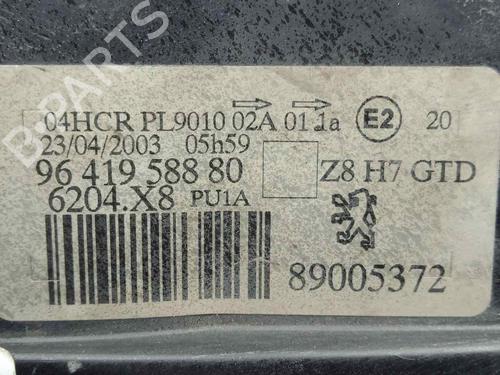 04HCR PL9010 02A 01 1a E2 20
23/04/2003 05h59
96 419 588 80 Z8 H7 GTD
6204.X8 PU1A
89005372
B-PARTS